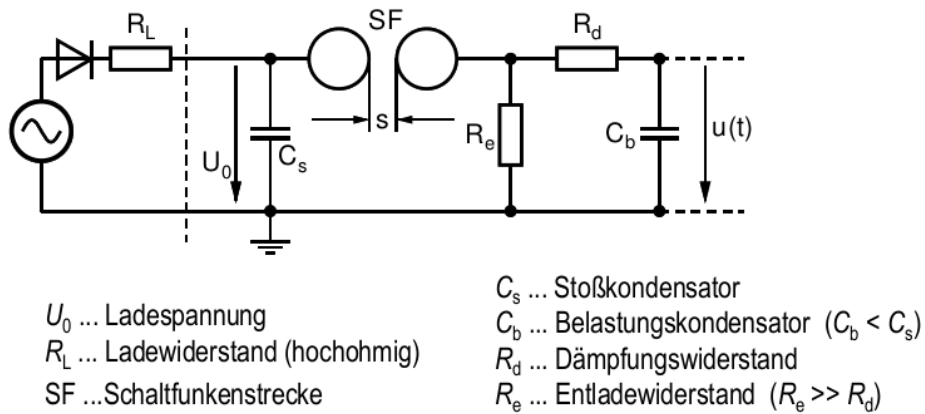 SF
R_L
R_d
s
R_e
C_b
u(t)
U_0
C_s
U_0 ... Ladespannung
R_L ... Ladewiderstand (hochohmig)
SF ...Schaltfunkenstrecke
C_s ... Stoßkondensator
C_b ... Belastungskondensator (C_b < C_s)
R_d ... Dämpfungswiderstand
R_e ... Entladewiderstand (R_e >> R_d)